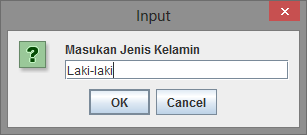 Input
Masukan Jenis Kelamin
Laki-laki
OK Cancel